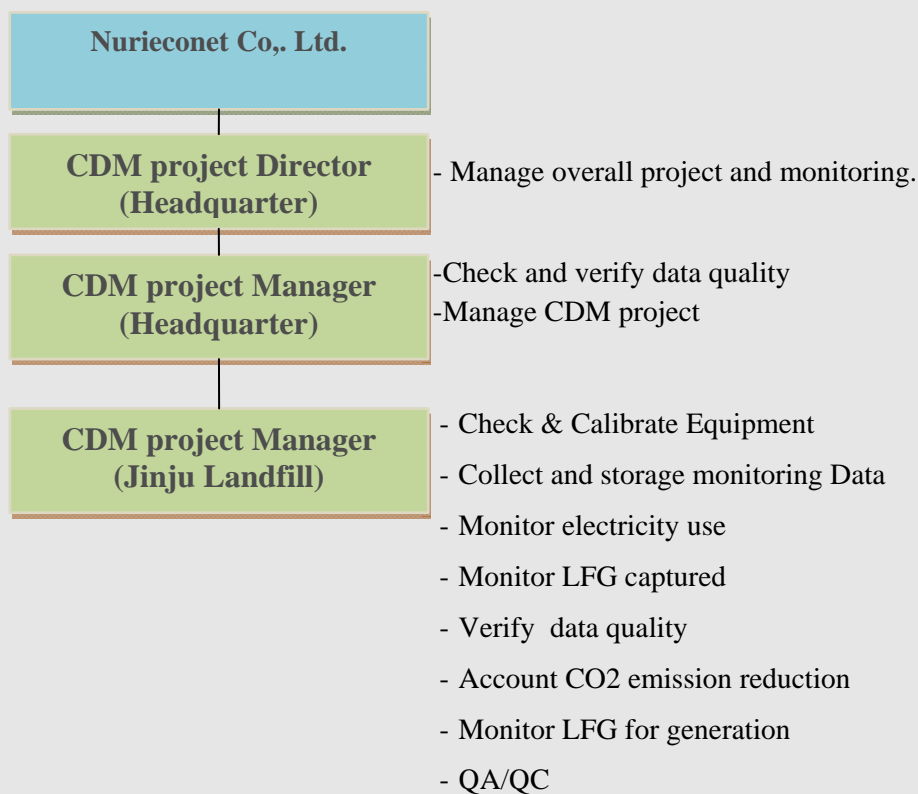 Nurieconet Co,. Ltd.
CDM project Director
(Headquarter)
- Manage overall project and monitoring.
CDM project Manager
(Headquarter)
-Check and verify data quality
-Manage CDM project
CDM project Manager
(Jinju Landfill)
- Check & Calibrate Equipment
- Collect and storage monitoring Data
- Monitor electricity use
- Monitor LFG captured
- Verify  data quality
- Account CO2 emission reduction
- Monitor LFG for generation
- QA/QC